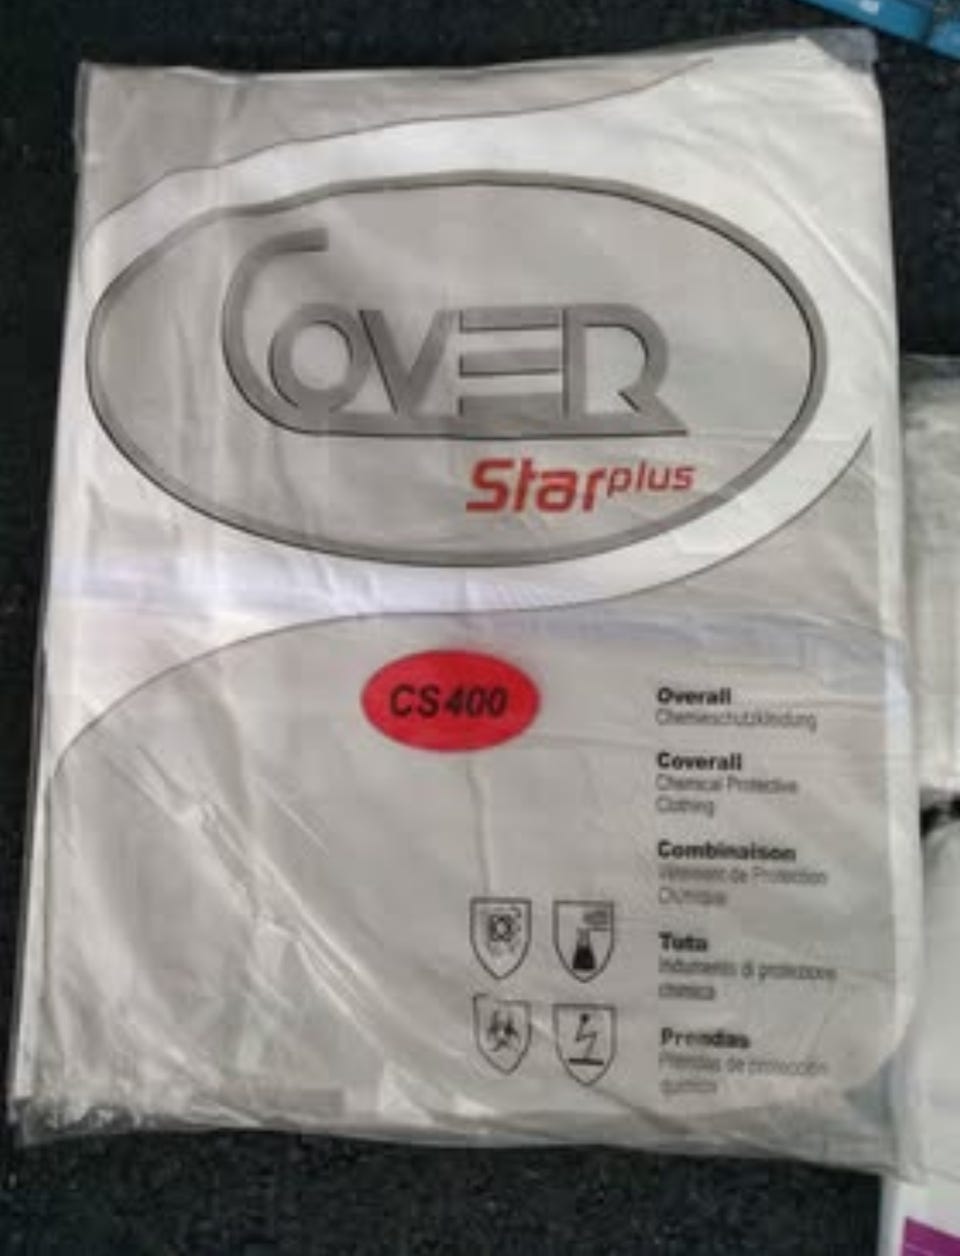 COVER
Starplus
CS400
Overall
Chemieschutzkleidung
Coverall
Chemical Protective
Clothing
Combinaison
Vêtement de Protection
Chimique
Tuta
Indumento di protezione
chimica
Prendas
Prendas de protección
química